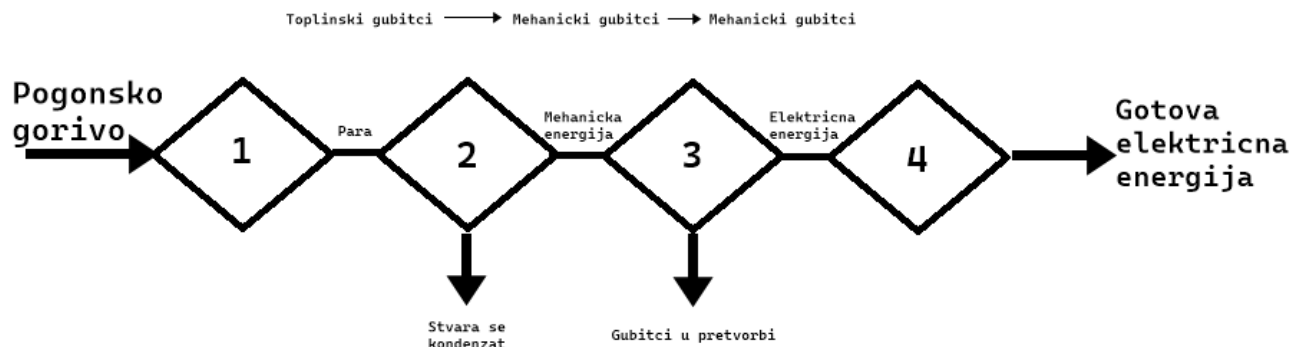 Toplinski gubitci
Mehanicki gubitci
Mehanicki gubitci
Pogonsko
gorivo
1
Para
2
Mehanicka
energija
3
Elektricna
energija
4
Gotova
elektricna
energija
Stvara se
kondenzat
Gubitci u pretvorbi